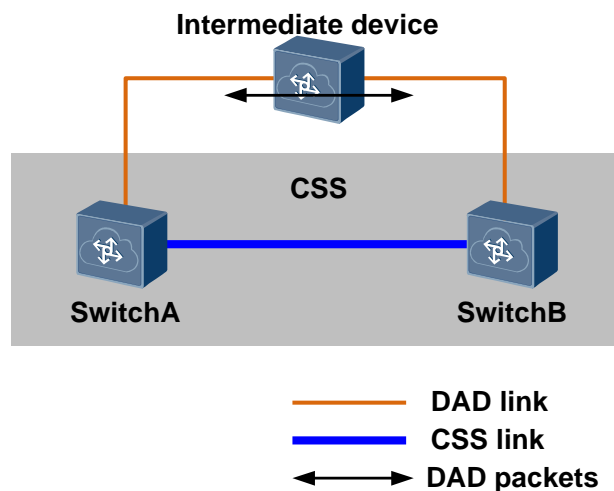 Intermediate device
CSS
SwitchA
SwitchB
DAD link
CSS link
DAD packets